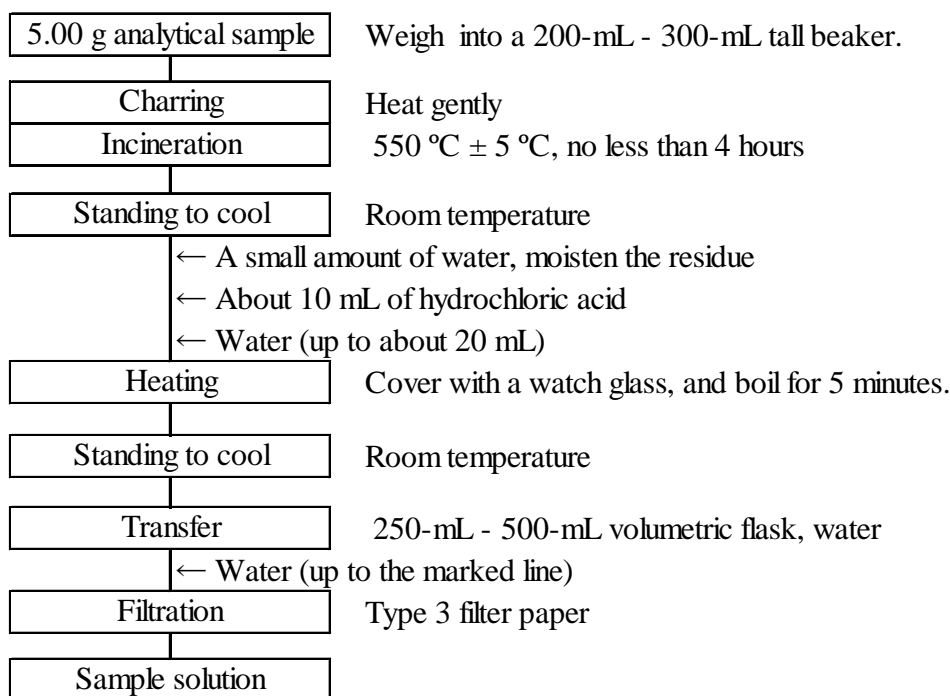 5.00 g analytical sample Weigh into a 200-mL - 300-mL tall beaker.
Charring Heat gently
Incineration 550 ºC ± 5 ºC, no less than 4 hours
Standing to cool Room temperature
← A small amount of water, moisten the residue
← About 10 mL of hydrochloric acid
← Water (up to about 20 mL)
Heating Cover with a watch glass, and boil for 5 minutes.
Standing to cool Room temperature
Transfer 250-mL - 500-mL volumetric flask, water
← Water (up to the marked line)
Filtration Type 3 filter paper
Sample solution